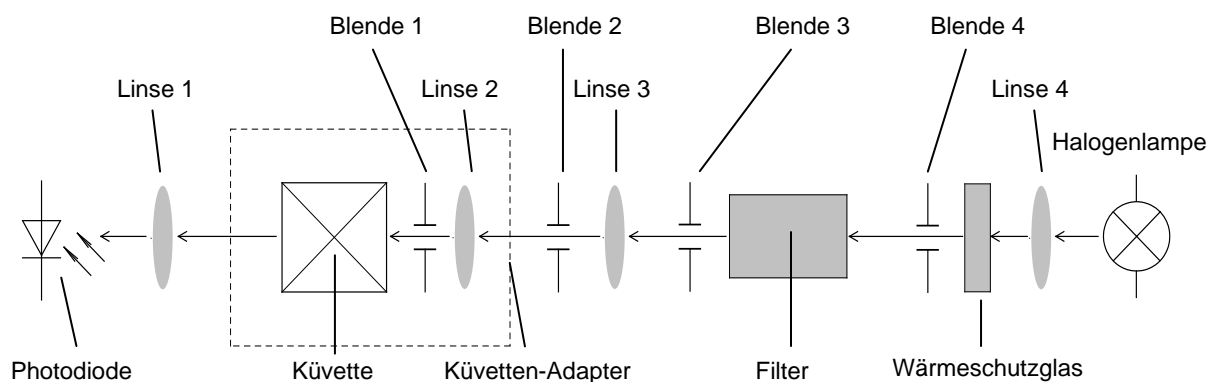 Blende 1
Blende 2
Blende 3
Blende 4
Linse 1
Linse 2
Linse 3
Linse 4
Halogenlampe
Photodiode
Küvette
Küvetten-Adapter
Filter
Wärmeschutzglas